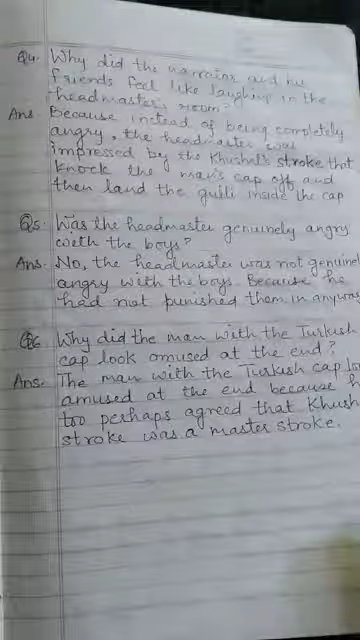 Q4. Why did the narrator and his
friends feel like laughing in the
headmaster's room?
Ans Because instead of being completely
angry, the headmaster was
impressed by the Khushal's stroke that
knock the man's cap off and
then land the gulli inside the cap
Q5. Was the headmaster genuinely angry
with the boys?
Ans. No, the headmaster was not genuinel
angry with the boys. Because he
had not punished them in anyway
Q6. Why did the man with the Turkish
cap look amused at the end?
Ans. The man with the Turkish cap loo
amused at the end because h
too perhaps agreed that Khush
stroke was a master stroke.